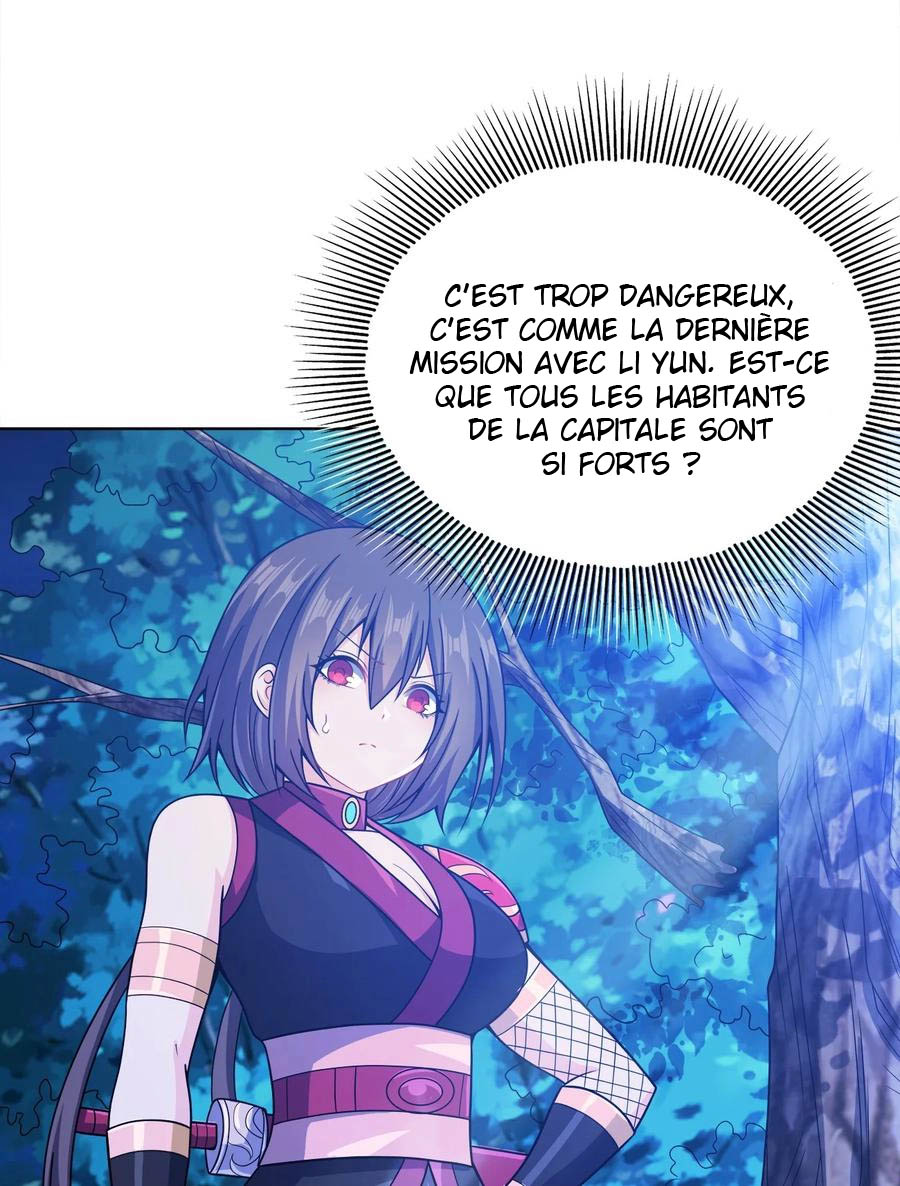 C'EST TROP DANGEREUX,
C'EST COMME LA DERNIÈRE
MISSION AVEC LI YUN. EST-CE
QUE TOUS LES HABITANTS
DE LA CAPITALE SONT
SI FORTS ?